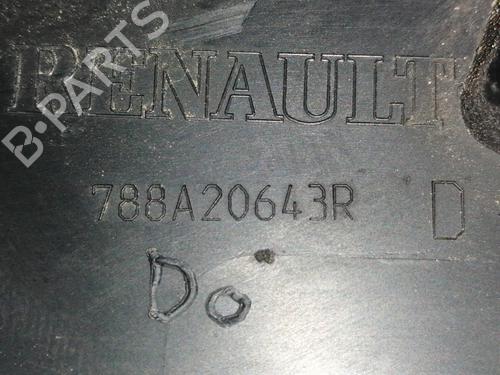 RENAULT
B-PARTS
788A20643R D
Do